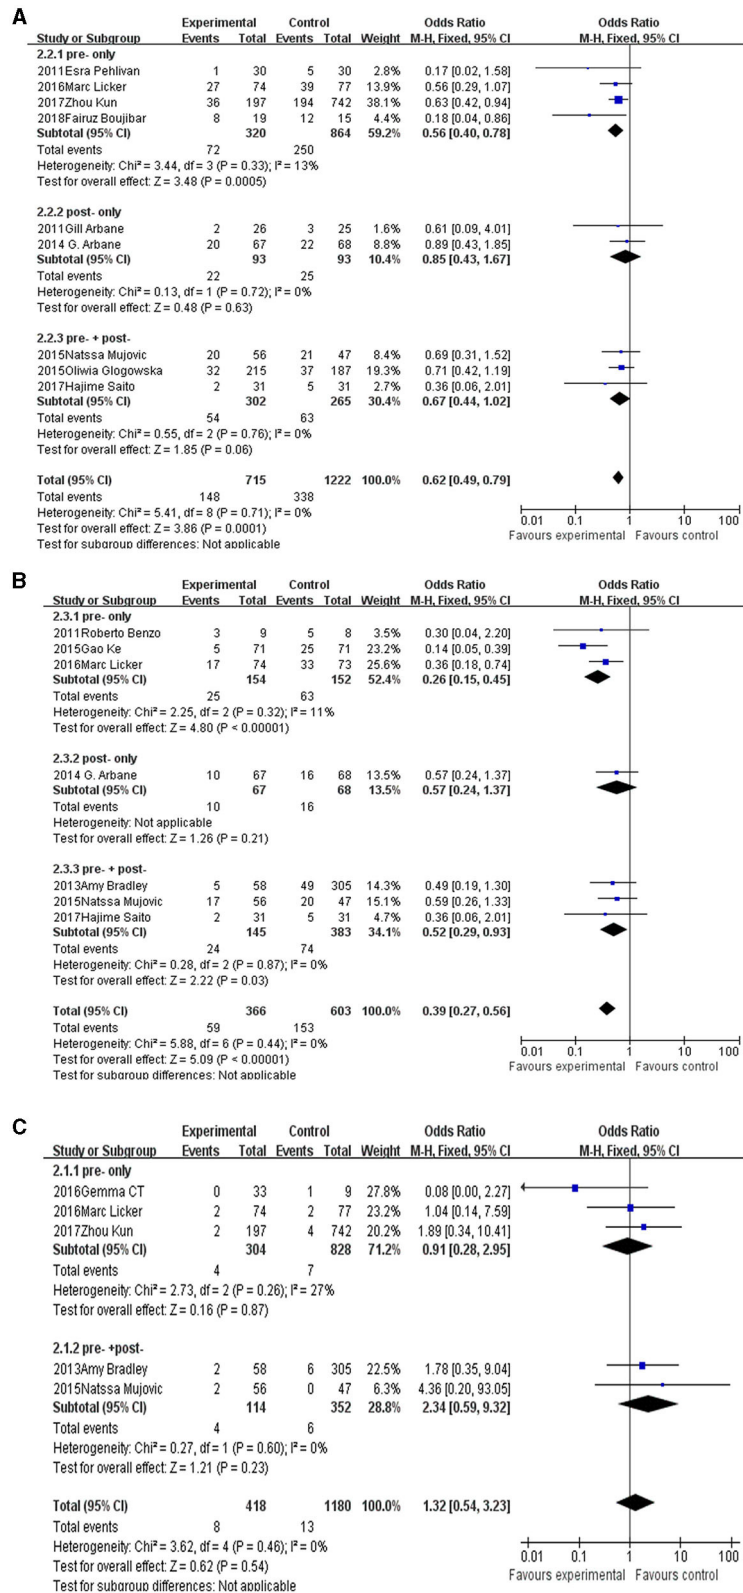 A
Experimental Control Odds Ratio Odds Ratio
Study or Subgroup Events Total Events Total Weight M-H, Fixed, 95% CI M-H, Fixed, 95% CI
2.2.1 pre- only
2011Esra Pehlivan 1 30 5 30 2.8% 0.17 [0.02, 1.58]
2016Marc Licker 27 74 39 77 13.9% 0.56 [0.29, 1.07]
2017Zhou Kun 36 197 194 742 38.1% 0.63 [0.42, 0.94]
2018Fairuz Boujibar 8 19 12 15 4.4% 0.18 [0.04, 0.86]
Subtotal (95% CI) 320 864 59.2% 0.56 [0.40, 0.78]
Total events 72 250
Heterogeneity: Chi² = 3.44, df = 3 (P = 0.33); I² = 13%
Test for overall effect: Z = 3.48 (P = 0.0005)
2.2.2 post- only
2011Gill Arbane 2 26 3 25 1.6% 0.61 [0.09, 4.01]
2014 G. Arbane 20 67 22 68 8.8% 0.89 [0.43, 1.85]
Subtotal (95% CI) 93 93 10.4% 0.85 [0.43, 1.67]
Total events 22 25
Heterogeneity: Chi² = 0.13, df = 1 (P = 0.72); I² = 0%
Test for overall effect: Z = 0.48 (P = 0.63)
2.2.3 pre- + post-
2015Natssa Mujovic 20 56 21 47 8.4% 0.69 [0.31, 1.52]
2015Oliwia Glogowska 32 215 37 187 19.3% 0.71 [0.42, 1.19]
2017Hajime Saito 2 31 5 31 2.7% 0.36 [0.06, 2.01]
Subtotal (95% CI) 302 265 30.4% 0.67 [0.44, 1.02]
Total events 54 63
Heterogeneity: Chi² = 0.55, df = 2 (P = 0.76); I² = 0%
Test for overall effect: Z = 1.85 (P = 0.06)
Total (95% CI) 715 1222 100.0% 0.62 [0.49, 0.79]
Total events 148 338
Heterogeneity: Chi² = 5.41, df = 8 (P = 0.71); I² = 0%
Test for overall effect: Z = 3.86 (P = 0.0001)
Test for subgroup differences: Not applicable
0.01 0.1 1 10 100
Favours experimental Favours control
B
Experimental Control Odds Ratio Odds Ratio
Study or Subgroup Events Total Events Total Weight M-H, Fixed, 95% CI M-H, Fixed, 95% CI
2.3.1 pre- only
2011Roberto Benzo 3 9 5 8 3.5% 0.30 [0.04, 2.20]
2015Gao Ke 5 71 25 71 23.2% 0.14 [0.05, 0.39]
2016Marc Licker 17 74 33 73 25.6% 0.36 [0.18, 0.74]
Subtotal (95% CI) 154 152 52.4% 0.26 [0.15, 0.45]
Total events 25 63
Heterogeneity: Chi² = 2.25, df = 2 (P = 0.32); I² = 11%
Test for overall effect: Z = 4.80 (P < 0.00001)
2.3.2 post- only
2014 G. Arbane 10 67 16 68 13.5% 0.57 [0.24, 1.37]
Subtotal (95% CI) 67 68 13.5% 0.57 [0.24, 1.37]
Total events 10 16
Heterogeneity: Not applicable
Test for overall effect: Z = 1.26 (P = 0.21)
2.3.3 pre- + post-
2013Amy Bradley 5 58 49 305 14.3% 0.49 [0.19, 1.30]
2015Natssa Mujovic 17 56 20 47 15.1% 0.59 [0.26, 1.33]
2017Hajime Saito 2 31 5 31 4.7% 0.36 [0.06, 2.01]
Subtotal (95% CI) 145 383 34.1% 0.52 [0.29, 0.93]
Total events 24 74
Heterogeneity: Chi² = 0.28, df = 2 (P = 0.87); I² = 0%
Test for overall effect: Z = 2.22 (P = 0.03)
Total (95% CI) 366 603 100.0% 0.39 [0.27, 0.56]
Total events 59 153
Heterogeneity: Chi² = 5.88, df = 6 (P = 0.44); I² = 0%
Test for overall effect: Z = 5.09 (P < 0.00001)
Test for subgroup differences: Not applicable
0.01 0.1 1 10 100
Favours experimental Favours control
C
Experimental Control Odds Ratio Odds Ratio
Study or Subgroup Events Total Events Total Weight M-H, Fixed, 95% CI M-H, Fixed, 95% CI
2.1.1 pre- only
2016Gemma CT 0 33 1 9 27.8% 0.08 [0.00, 2.27]
2016Marc Licker 2 74 2 77 23.2% 1.04 [0.14, 7.59]
2017Zhou Kun 2 197 4 742 20.2% 1.89 [0.34, 10.41]
Subtotal (95% CI) 304 828 71.2% 0.91 [0.28, 2.95]
Total events 4 7
Heterogeneity: Chi² = 2.73, df = 2 (P = 0.26); I² = 27%
Test for overall effect: Z = 0.16 (P = 0.87)
2.1.2 pre- +post-
2013Amy Bradley 2 58 6 305 22.5% 1.78 [0.35, 9.04]
2015Natssa Mujovic 2 56 0 47 6.3% 4.36 [0.20, 93.05]
Subtotal (95% CI) 114 352 28.8% 2.34 [0.59, 9.32]
Total events 4 6
Heterogeneity: Chi² = 0.27, df = 1 (P = 0.60); I² = 0%
Test for overall effect: Z = 1.21 (P = 0.23)
Total (95% CI) 418 1180 100.0% 1.32 [0.54, 3.23]
Total events 8 13
Heterogeneity: Chi² = 3.62, df = 4 (P = 0.46); I² = 0%
Test for overall effect: Z = 0.62 (P = 0.54)
Test for subgroup differences: Not applicable
0.01 0.1 1 10 100
Favours experimental Favours control